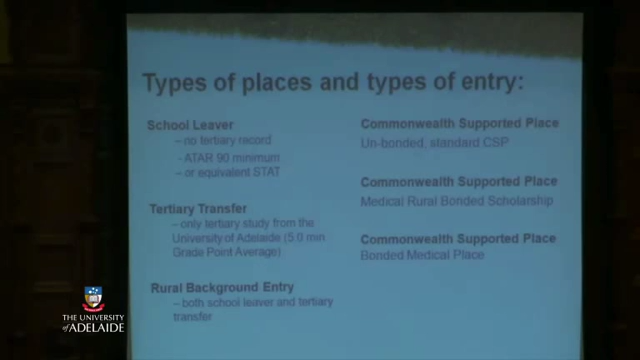 Types of places and types of entry:
School Leaver
– no tertiary record
- ATAR 90 minimum
– or equivalent STAT
Tertiary Transfer
– only tertiary study from the
University of Adelaide (5.0 min
Grade Point Average)
Rural Background Entry
– both school leaver and tertiary
transfer
Commonwealth Supported Place
Un-bonded, standard CSP
Commonwealth Supported Place
Medical Rural Bonded Scholarship
Commonwealth Supported Place
Bonded Medical Place
THE UNIVERSITY
of ADELAIDE